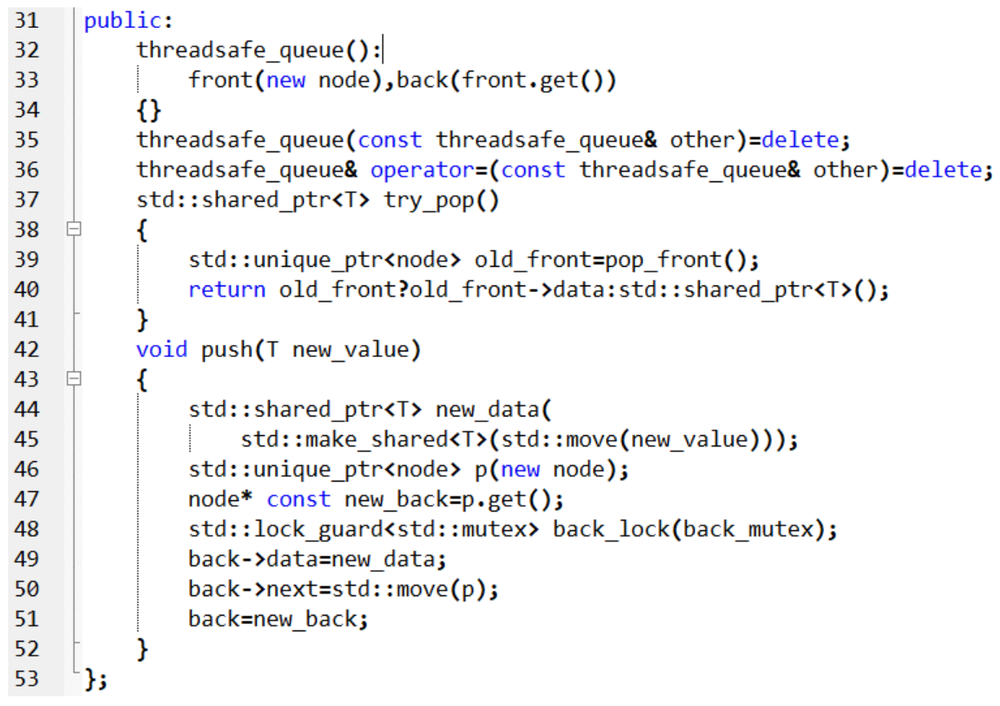 31 public:
32 threadsafe_queue():
33 front(new node),back(front.get())
34 {}
35 threadsafe_queue(const threadsafe_queue& other)=delete;
36 threadsafe_queue& operator=(const threadsafe_queue& other)=delete;
37 std::shared_ptr<T> try_pop()
38 {
39 std::unique_ptr<node> old_front=pop_front();
40 return old_front?old_front->data:std::shared_ptr<T>();
41 }
42 void push(T new_value)
43 {
44 std::shared_ptr<T> new_data(
45 std::make_shared<T>(std::move(new_value)));
46 std::unique_ptr<node> p(new node);
47 node* const new_back=p.get();
48 std::lock_guard<std::mutex> back_lock(back_mutex);
49 back->data=new_data;
50 back->next=std::move(p);
51 back=new_back;
52 }
53 };